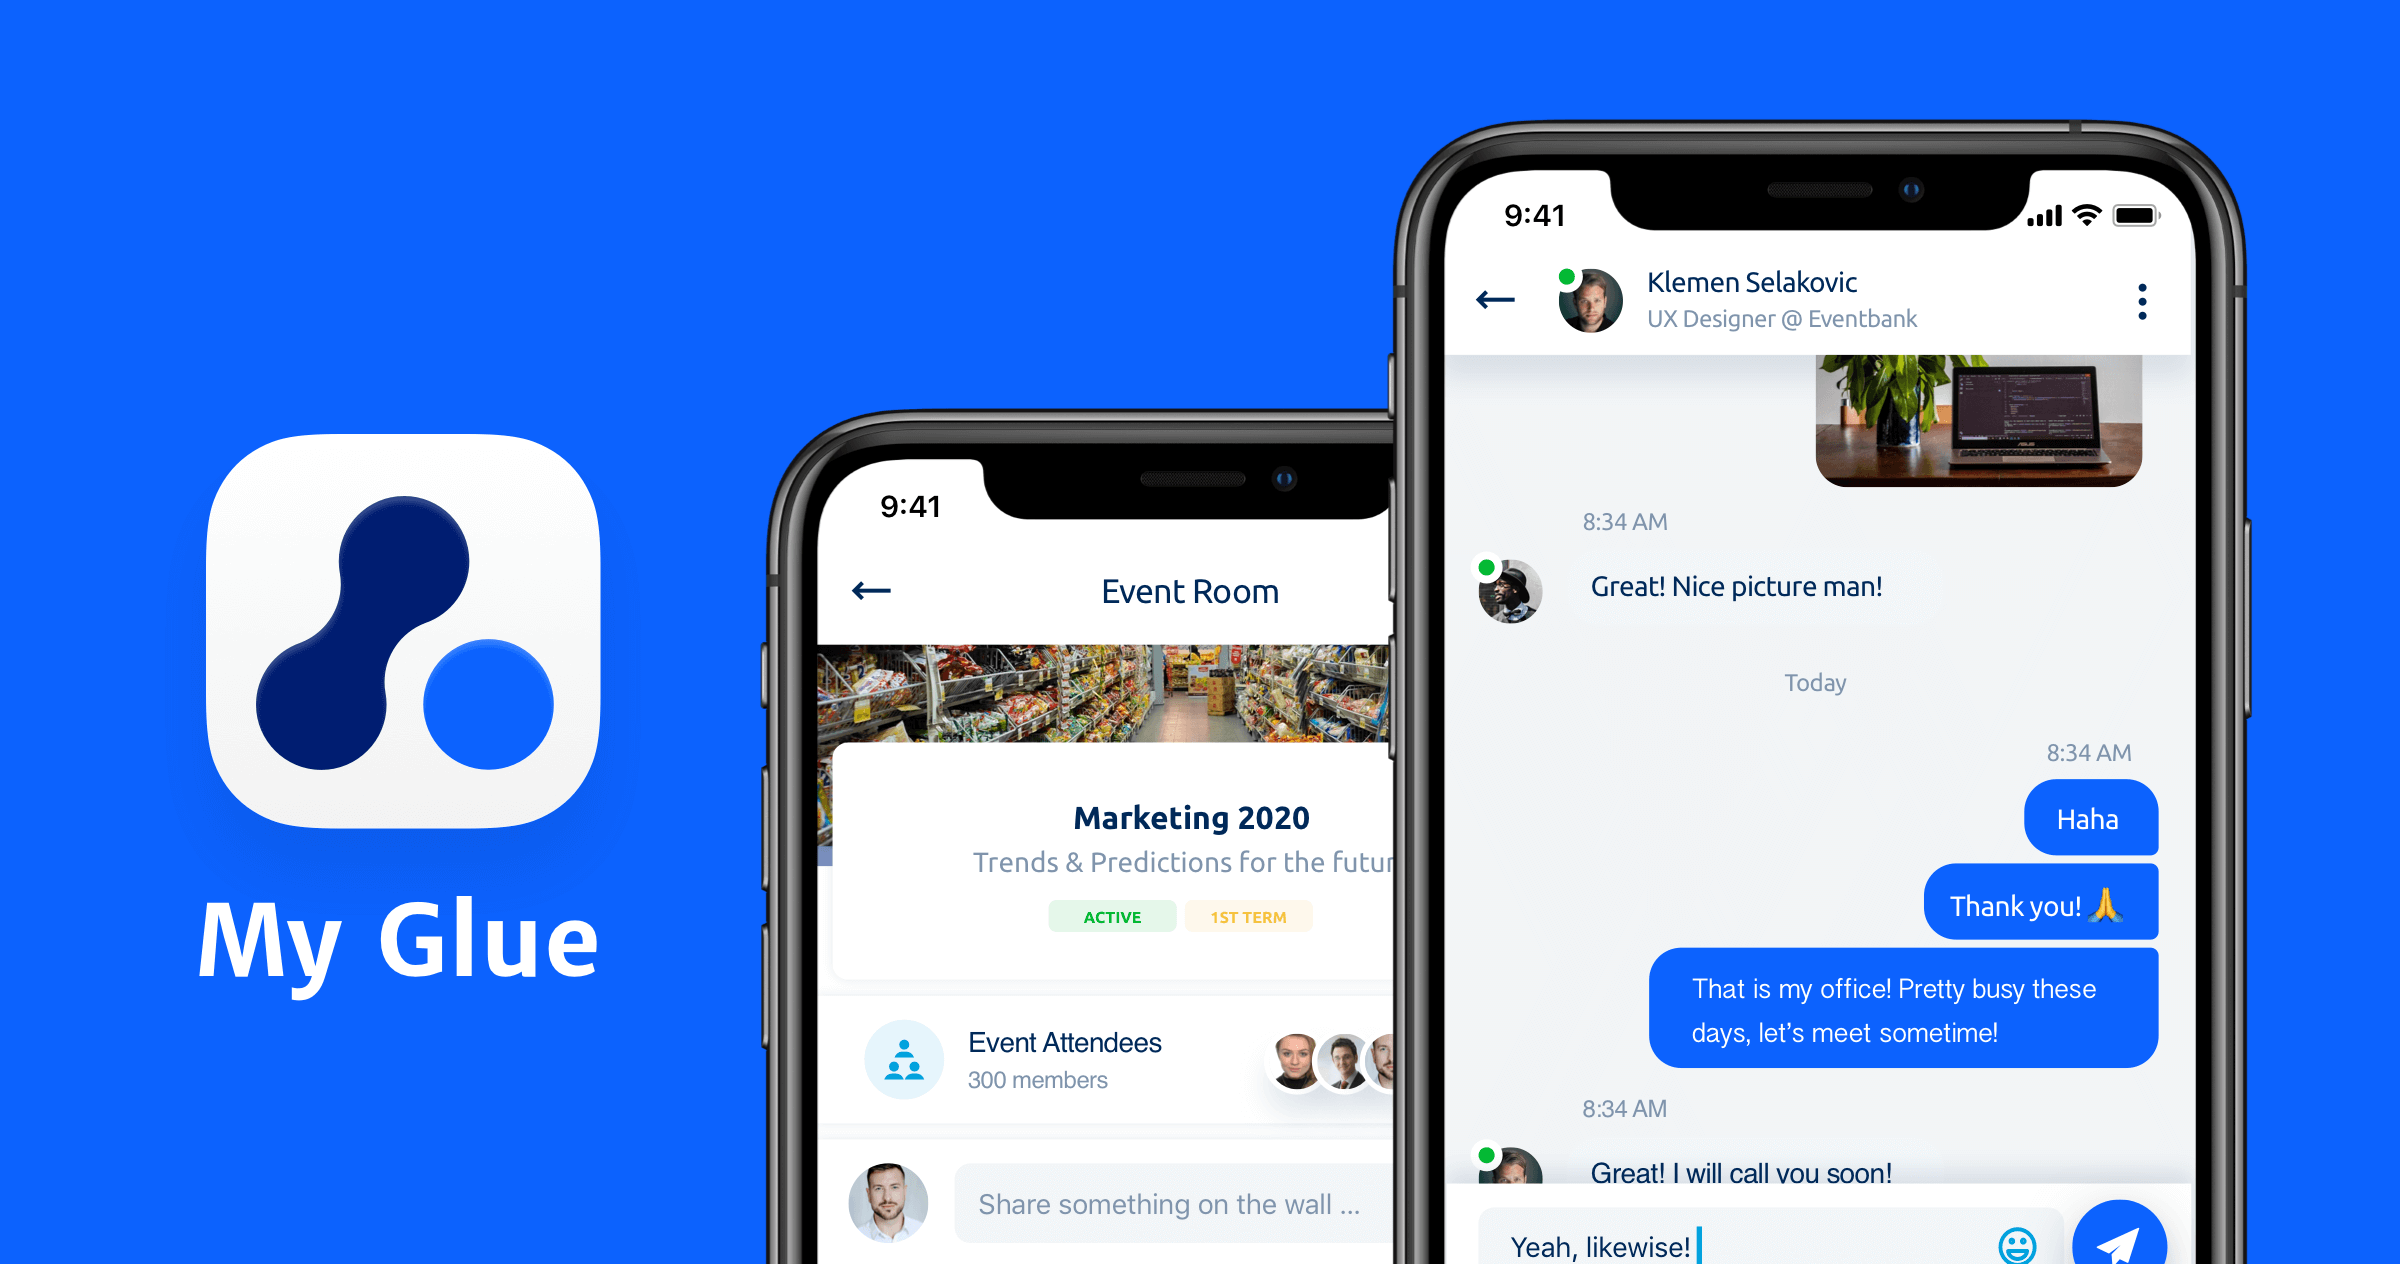 My Glue
9:41
Event Room
Marketing 2020
Trends & Predictions for the futur
ACTIVE
1ST TERM
Event Attendees
300 members
Share something on the wall ...
9:41
Klemen Selakovic
UX Designer @ Eventbank
8:34 AM
Great! Nice picture man!
Today
8:34 AM
Haha
Thank you! 🙏
That is my office! Pretty busy these
days, let's meet sometime!
8:34 AM
Great! I will call you soon!
Yeah, likewise!